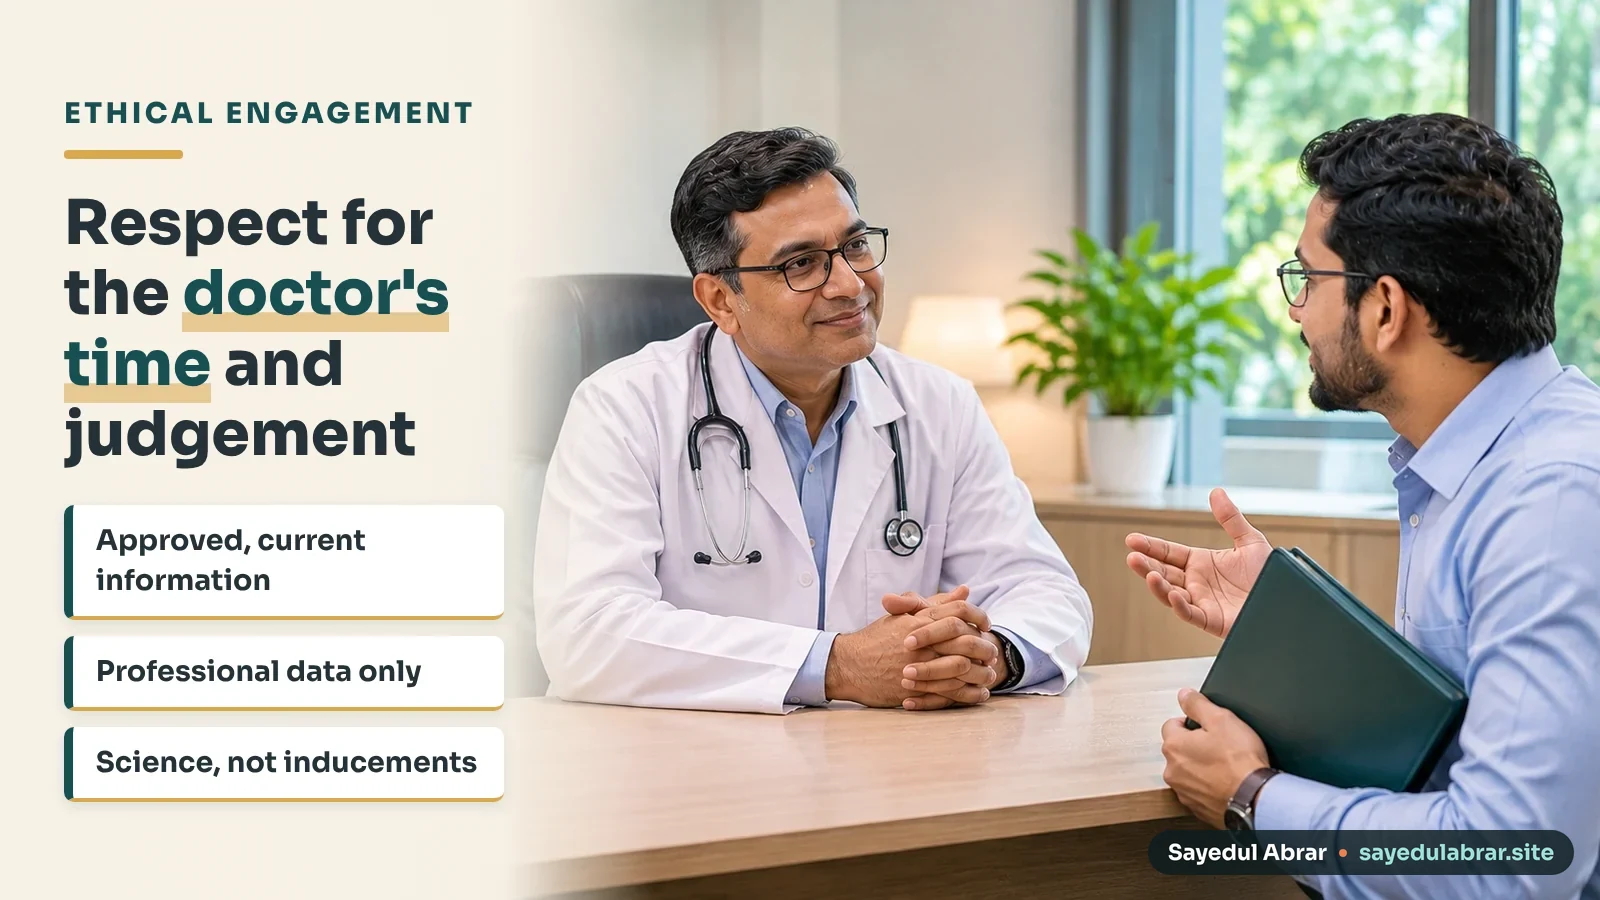 ETHICAL ENGAGEMENT
Respect for
the doctor's
time and
judgement
Approved, current
information
Professional data only
Science, not inducements
Sayedul Abrar • sayedulabrar.site